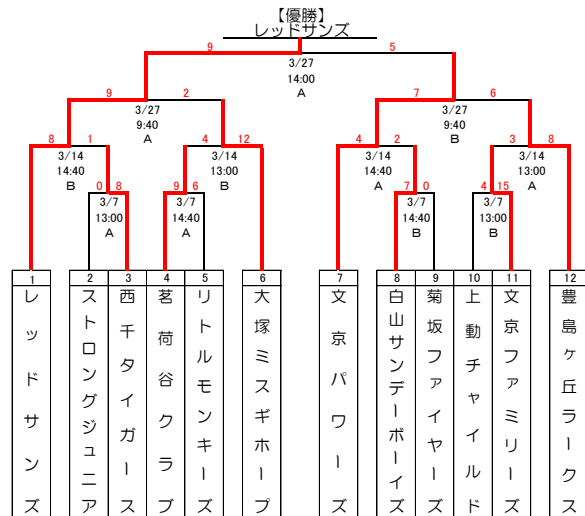 【優勝】
レッドサンズ
9 5
3/27
14:00
A
9 2 7 6
3/27 3/27
9:40 9:40
A B
8 1 4 12 4 2 3 8
3/14 3/14 3/14 3/14
14:40 13:00 14:40 13:00
B B A A
0 8 9 6 7 0 4 15
3/7 3/7 3/7 3/7
13:00 14:40 14:40 13:00
A A B B
1 2 3 4 5 6 7 8 9 10 11 12
レッドサンズ
ストロングジュニア
西千タイガース
茗荷谷クラブ
リトルモンキーズ
大塚ミスギホープ
文京パワーズ
白山サンデーボーイズ
菊坂ファイヤーズ
上動チャイルド
文京ファミリーズ
豊島ヶ丘ラークス